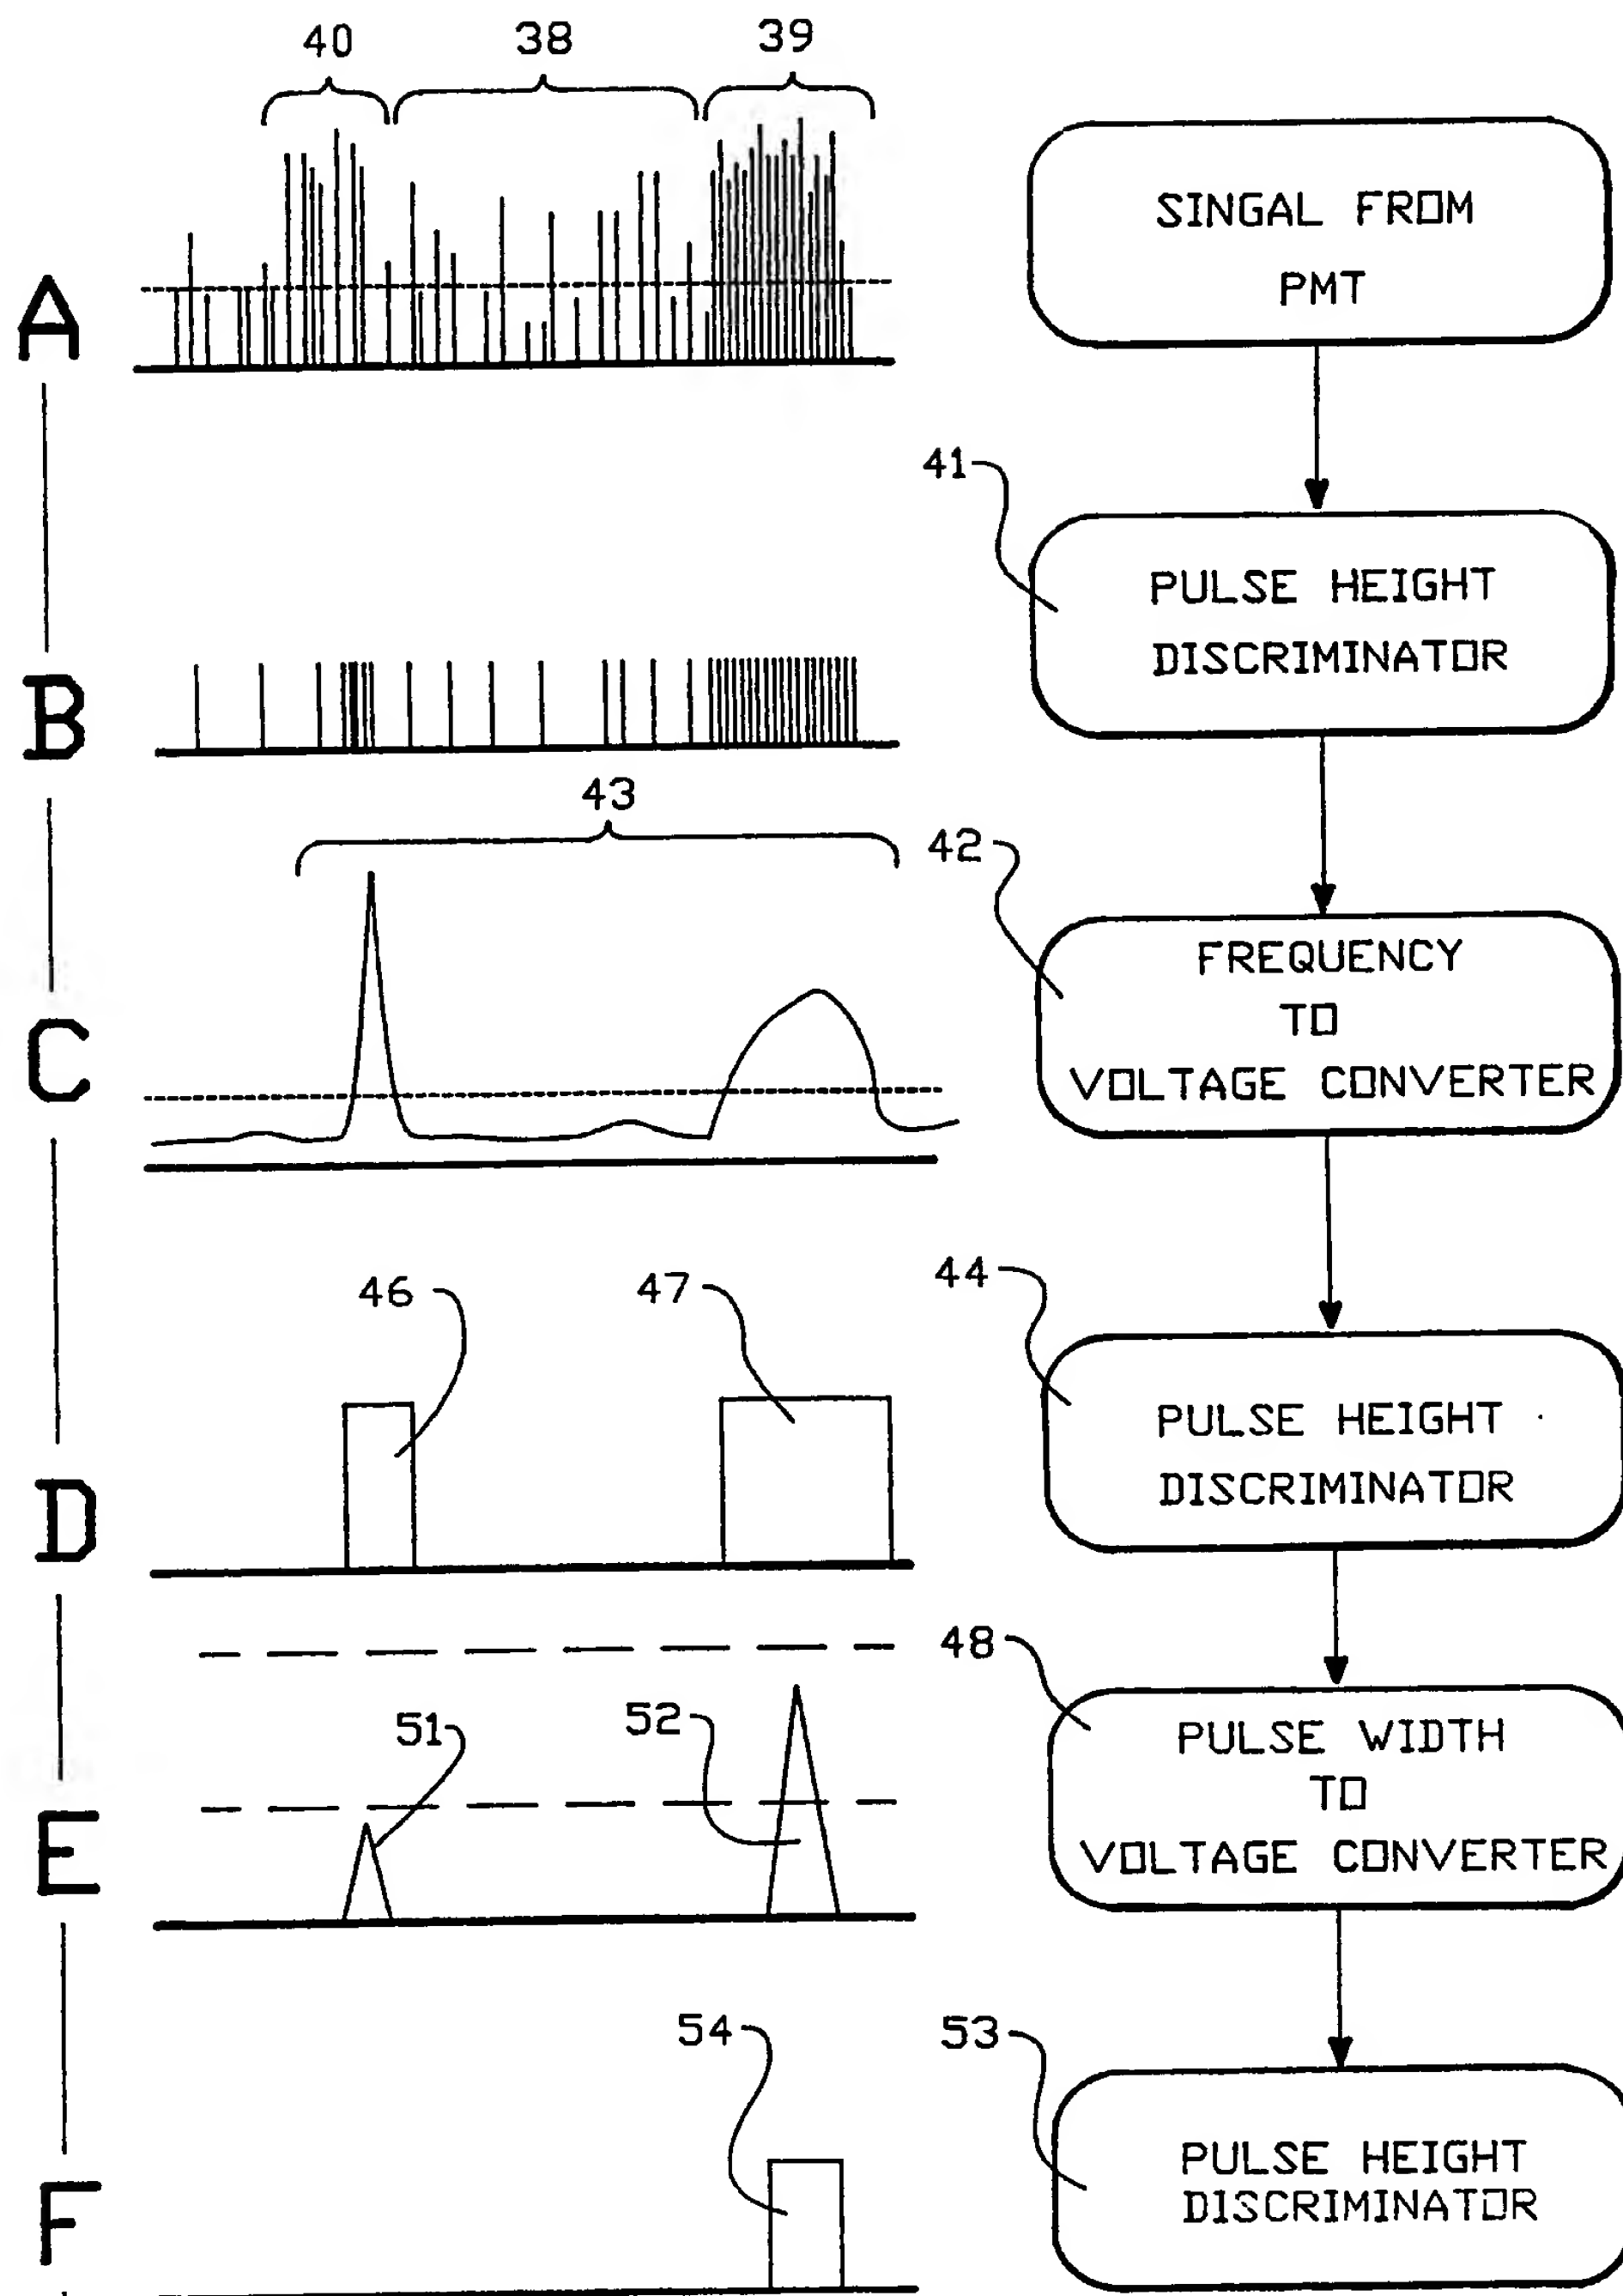 40 38 39
SINGAL FROM
PMT
A
41
PULSE HEIGHT
DISCRIMINATOR
B
43
42
FREQUENCY
TO
VOLTAGE CONVERTER
C
46 47 44
PULSE HEIGHT
DISCRIMINATOR
D
48
51 52
PULSE WIDTH
TO
VOLTAGE CONVERTER
E
54 53
PULSE HEIGHT
DISCRIMINATOR
F